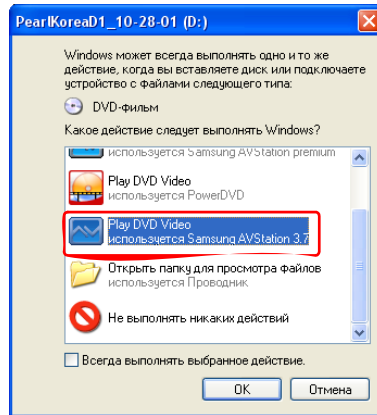 PearlKoreaD1_10-28-01 (D:)
Windows может всегда выполнять одно и то же
действие, когда вы вставляете диск или подключаете
устройство с файлами следующего типа:
DVD-фильм
Какое действие следует выполнять Windows?
используется Samsung AVStation premium
Play DVD Video
используется PowerDVD
Play DVD Video
используется Samsung AVStation 3.7
Открыть папку для просмотра файлов
используется Проводник
Не выполнять никаких действий
Всегда выполнять выбранное действие.
OK
Отмена